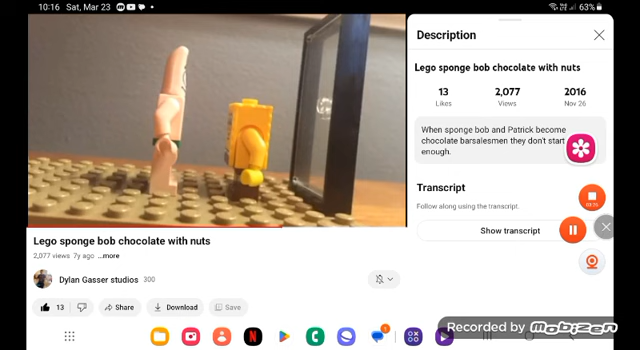 10:16 Sat, Mar 23
63%
Description
Lego sponge bob chocolate with nuts
13 2,077 2016
Likes Views Nov 26
When sponge bob and Patrick become
chocolate barsalesmen they don't start
enough.
Transcript
Follow along using the transcript.
Show transcript
Lego sponge bob chocolate with nuts
2,077 views 7y ago ...more
Dylan Gasser studios 300
13 Share Download Save
Recorded by Mobizen